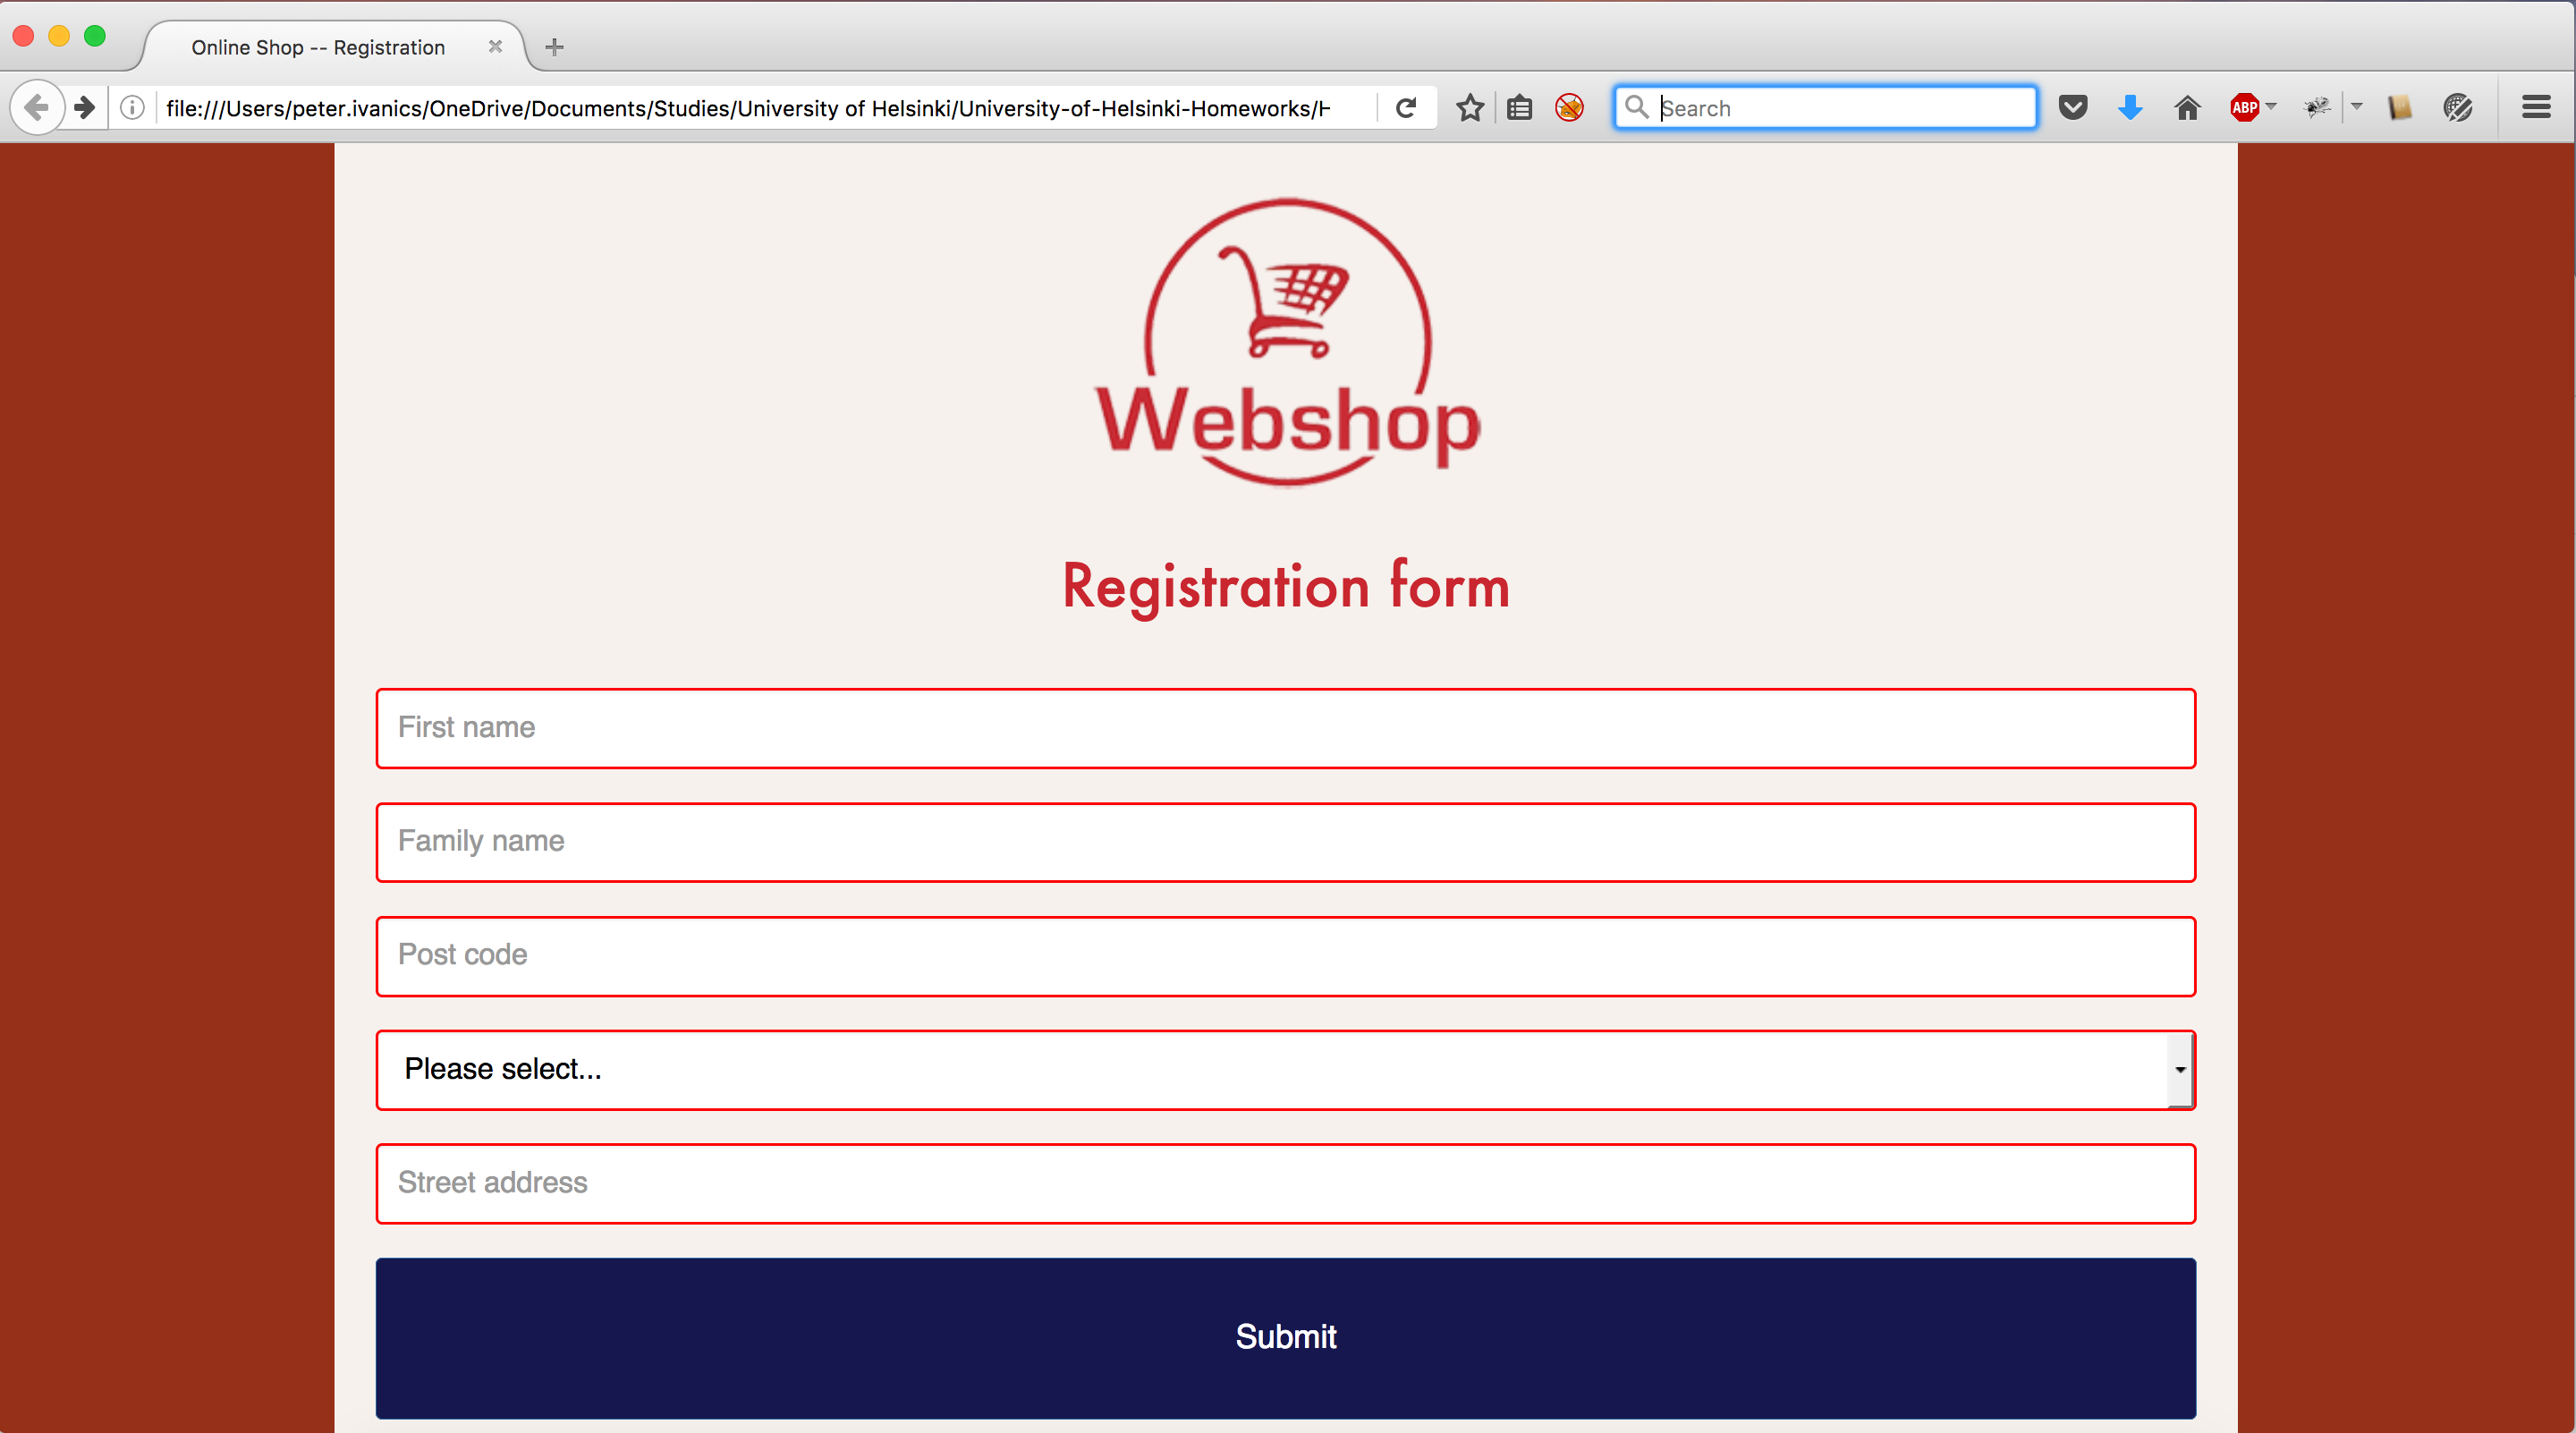 Online Shop -- Registration
file:///Users/peter.ivanics/OneDrive/Documents/Studies/University of Helsinki/University-of-Helsinki-Homeworks/H
Search
ABP
Webshop
Registration form
First name
Family name
Post code
Please select...
Street address
Submit